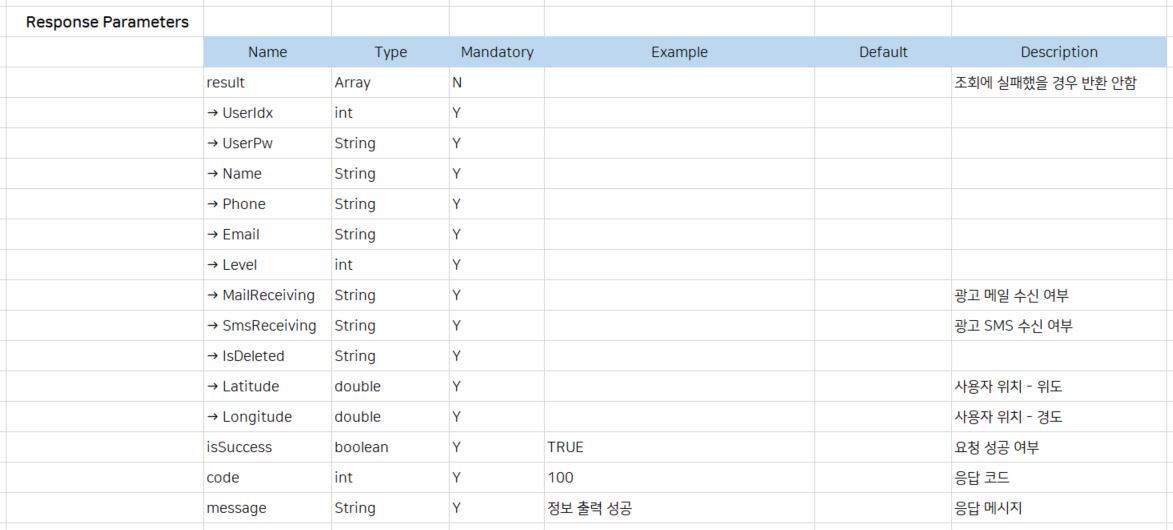 Response Parameters
Name Type Mandatory Example Default Description
result Array N 조회에 실패했을 경우 반환 안함
→ UserIdx int Y
→ UserPw String Y
→ Name String Y
→ Phone String Y
→ Email String Y
→ Level int Y
→ MailReceiving String Y 광고 메일 수신 여부
→ SmsReceiving String Y 광고 SMS 수신 여부
→ IsDeleted String Y
→ Latitude double Y 사용자 위치 - 위도
→ Longitude double Y 사용자 위치 - 경도
isSuccess boolean Y TRUE 요청 성공 여부
code int Y 100 응답 코드
message String Y 정보 출력 성공 응답 메시지